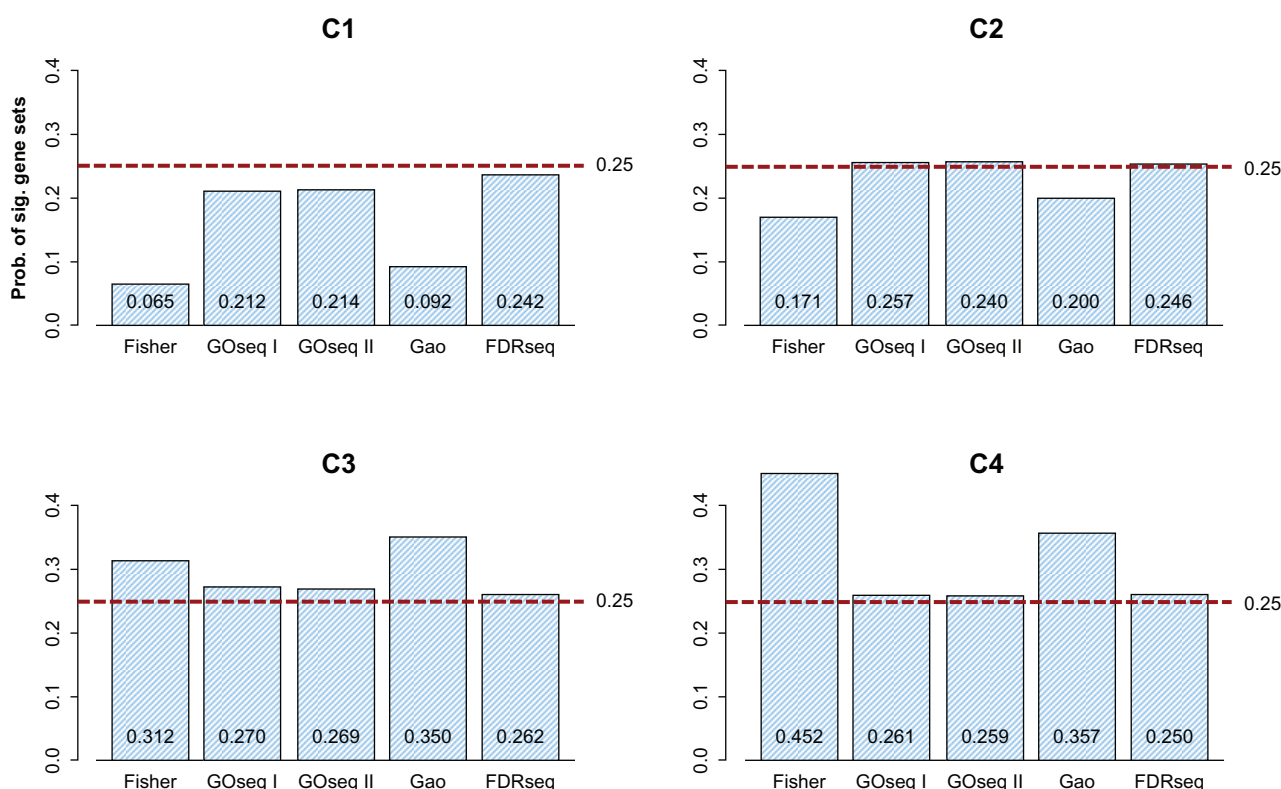 C1
Prob. of sig. gene sets
0.0 0.1 0.2 0.3 0.4
0.25
0.065 0.212 0.214 0.092 0.242
Fisher GOseq I GOseq II Gao FDRseq
C2
0.0 0.1 0.2 0.3 0.4
0.25
0.171 0.257 0.240 0.200 0.246
Fisher GOseq I GOseq II Gao FDRseq
C3
0.0 0.1 0.2 0.3 0.4
0.25
0.312 0.270 0.269 0.350 0.262
Fisher GOseq I GOseq II Gao FDRseq
C4
0.0 0.1 0.2 0.3 0.4
0.25
0.452 0.261 0.259 0.357 0.250
Fisher GOseq I GOseq II Gao FDRseq